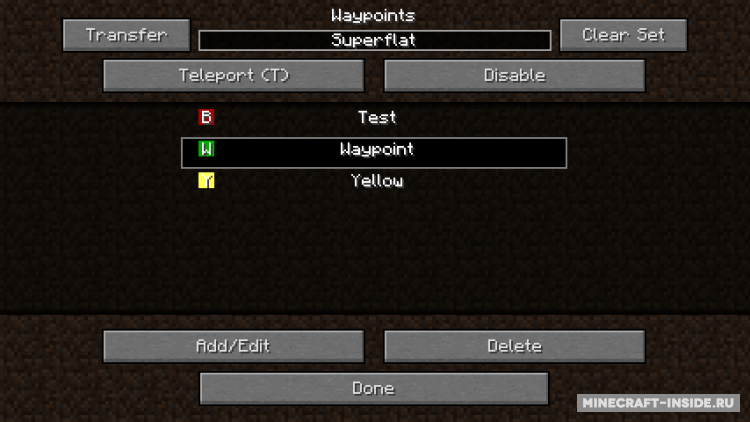 Waypoints
Transfer
Superflat
Clear Set
Teleport (T)
Disable
B Test
W Waypoint
Y Yellow
Add/Edit
Delete
Done
MINECRAFT-INSIDE.RU